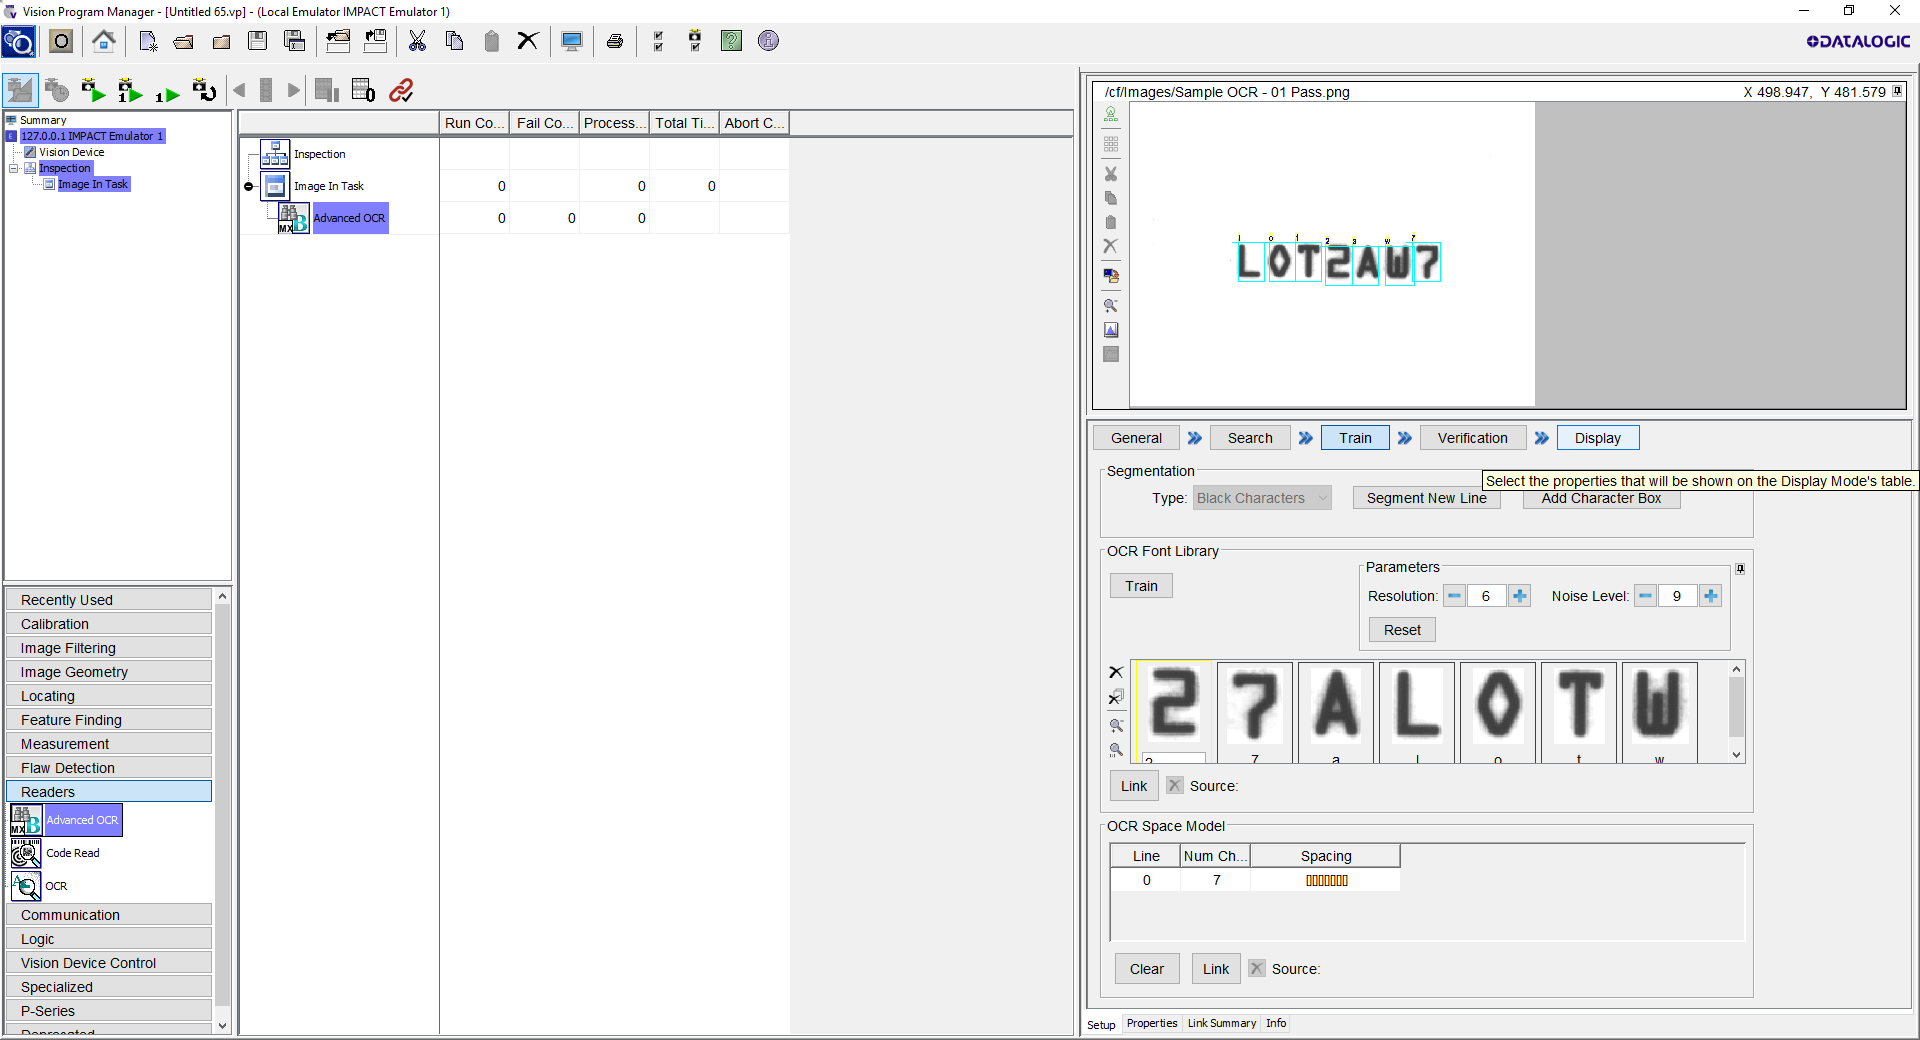 Vision Program Manager - [Untitled 65.vp] - (Local Emulator IMPACT Emulator 1)
DATALOGIC
Summary
127.0.0.1 IMPACT Emulator 1
Vision Device
Inspection
Image In Task
Run Co... Fail Co... Process... Total Ti... Abort C...
Inspection
Image In Task 0 0 0
Advanced OCR 0 0 0
/cf/Images/Sample OCR - 01 Pass.png X 498.947, Y 481.579
l o t 2 a w 7
LOT2AW7
General Search Train Verification Display
Segmentation
Select the properties that will be shown on the Display Mode's table.
Type: Black Characters Segment New Line Add Character Box
OCR Font Library
Train
Parameters
Resolution: 6 Noise Level: 9
Reset
2 7 A L O T W
2 7 a l o t w
Link Source:
OCR Space Model
Line Num Ch... Spacing
0 7
Clear Link Source:
Setup Properties Link Summary Info
Recently Used
Calibration
Image Filtering
Image Geometry
Locating
Feature Finding
Measurement
Flaw Detection
Readers
MX B Advanced OCR
Code Read
OCR
Communication
Logic
Vision Device Control
Specialized
P-Series
Deprecated